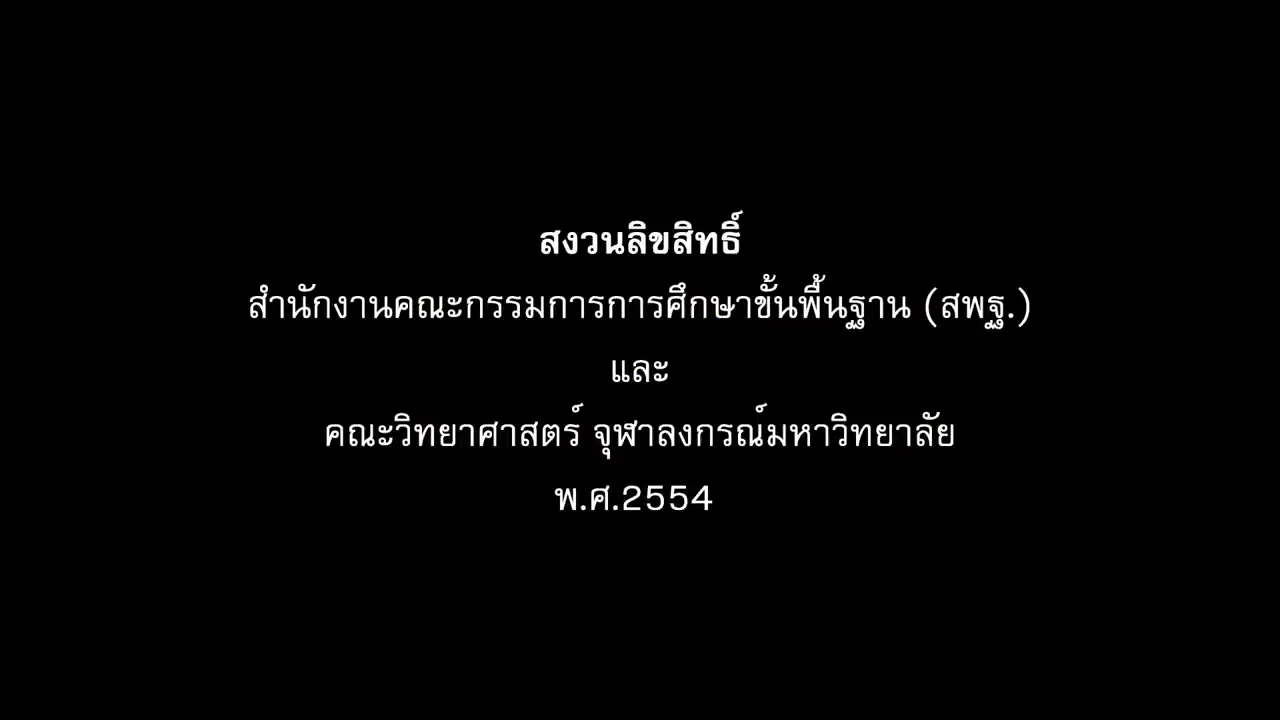 สงวนลิขสิทธิ์
สำนักงานคณะกรรมการการศึกษาขั้นพื้นฐาน (สพฐ.)
และ
คณะวิทยาศาสตร์ จุฬาลงกรณ์มหาวิทยาลัย
พ.ศ.2554